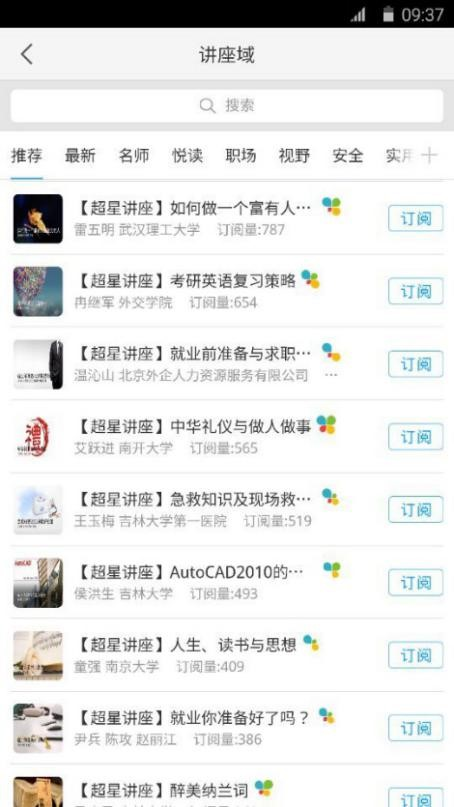 09:37
讲座域
搜索
推荐 最新 名师 悦读 职场 视野 安全 实用
【超星讲座】如何做一个富有人…
雷五明 武汉理工大学 订阅量:787
订阅
【超星讲座】考研英语复习策略
冉继军 外交学院 订阅量:654
订阅
【超星讲座】就业前准备与求职…
温沁山 北京外企人力资源服务有限公司 …
订阅
【超星讲座】中华礼仪与做人做事
艾跃进 南开大学 订阅量:565
订阅
【超星讲座】急救知识及现场救…
王玉梅 吉林大学第一医院 订阅量:519
订阅
AutoCAD
【超星讲座】AutoCAD2010的…
侯洪生 吉林大学 订阅量:493
订阅
【超星讲座】人生、读书与思想
童强 南京大学 订阅量:409
订阅
【超星讲座】就业你准备好了吗？
尹兵 陈攻 赵丽江 订阅量:386
订阅
【超星讲座】醉美纳兰词
订阅